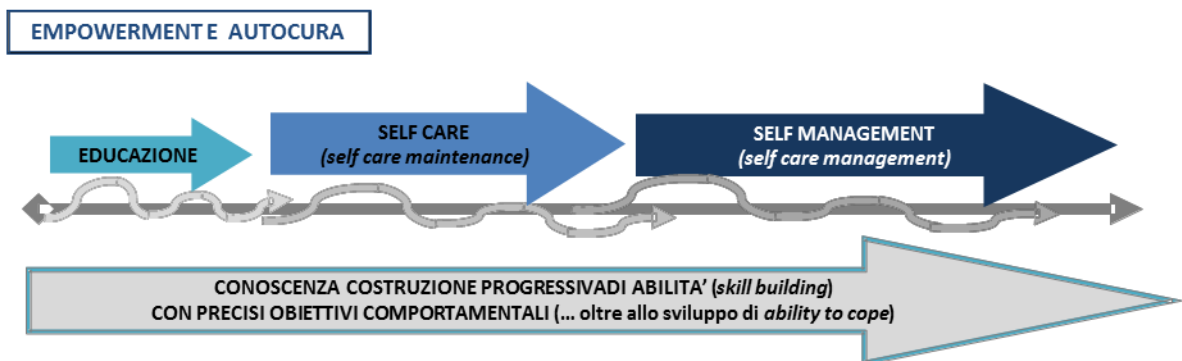 EMPOWERMENT E AUTOCURA
EDUCAZIONE
SELF CARE
(self care maintenance)
SELF MANAGEMENT
(self care management)
CONOSCENZA COSTRUZIONE PROGRESSIVADI ABILITA’ (skill building)
CON PRECISI OBIETTIVI COMPORTAMENTALI (... oltre allo sviluppo di ability to cope)